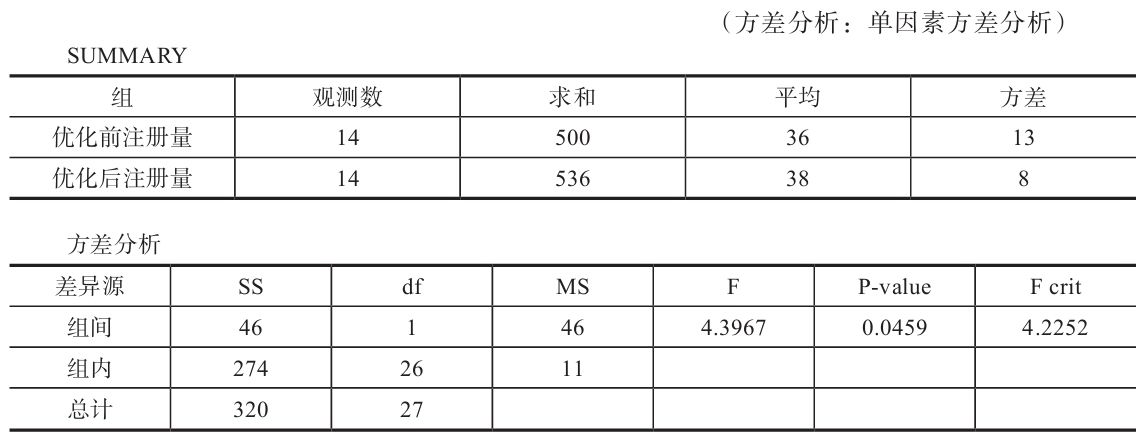 (方差分析：单因素方差分析)
SUMMARY
组 观测数 求和 平均 方差
优化前注册量 14 500 36 13
优化后注册量 14 536 38 8
方差分析
差异源 SS df MS F P-value F crit
组间 46 1 46 4.3967 0.0459 4.2252
组内 274 26 11
总计 320 27